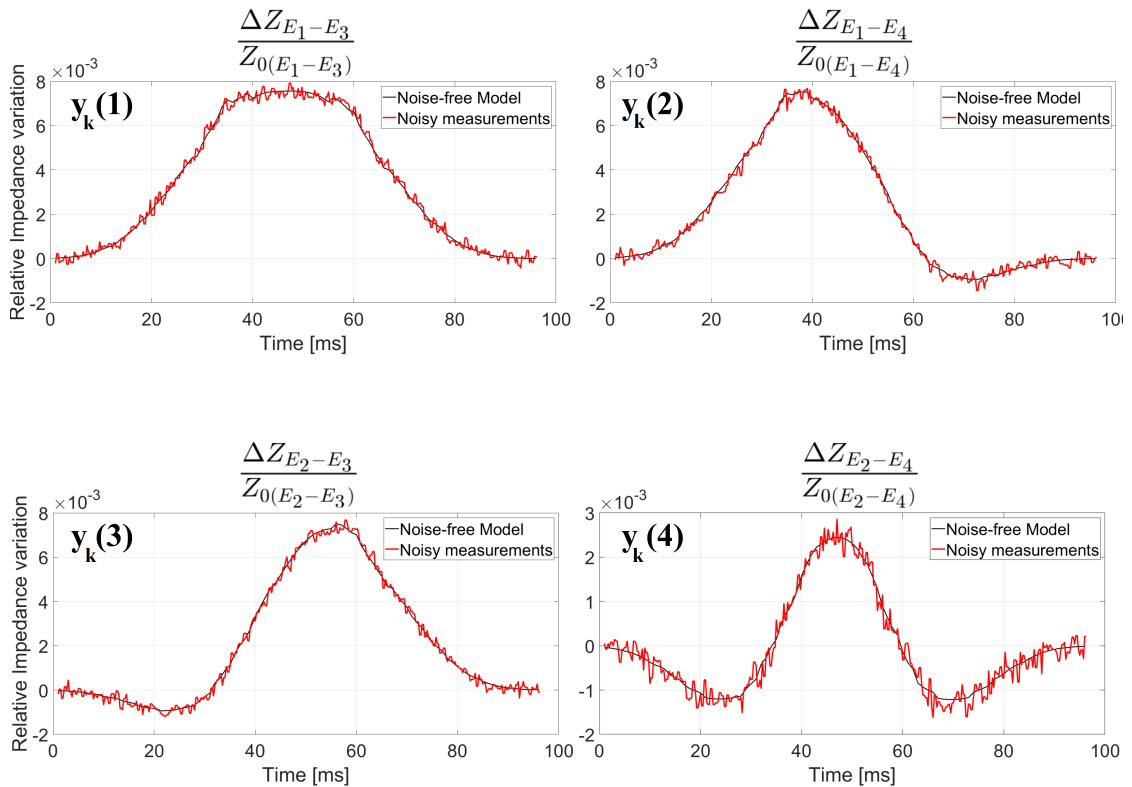 ΔZ_{E_1−E_3}
Z_{0(E_1−E_3)}
×10^{-3}
y_k(1)
Noise-free Model
Noisy measurements
Relative Impedance variation
8
6
4
2
0
-2
0 20 40 60 80 100
Time [ms]
ΔZ_{E_1−E_4}
Z_{0(E_1−E_4)}
×10^{-3}
y_k(2)
Noise-free Model
Noisy measurements
8
6
4
2
0
-2
0 20 40 60 80
Time [ms]
ΔZ_{E_2−E_3}
Z_{0(E_2−E_3)}
×10^{-3}
y_k(3)
Noise-free Model
Noisy measurements
Relative Impedance variation
8
6
4
2
0
-2
0 20 40 60 80 100
Time [ms]
ΔZ_{E_2−E_4}
Z_{0(E_2−E_4)}
×10^{-3}
y_k(4)
Noise-free Model
Noisy measurements
3
2
1
0
-1
-2
0 20 40 60 80 100
Time [ms]